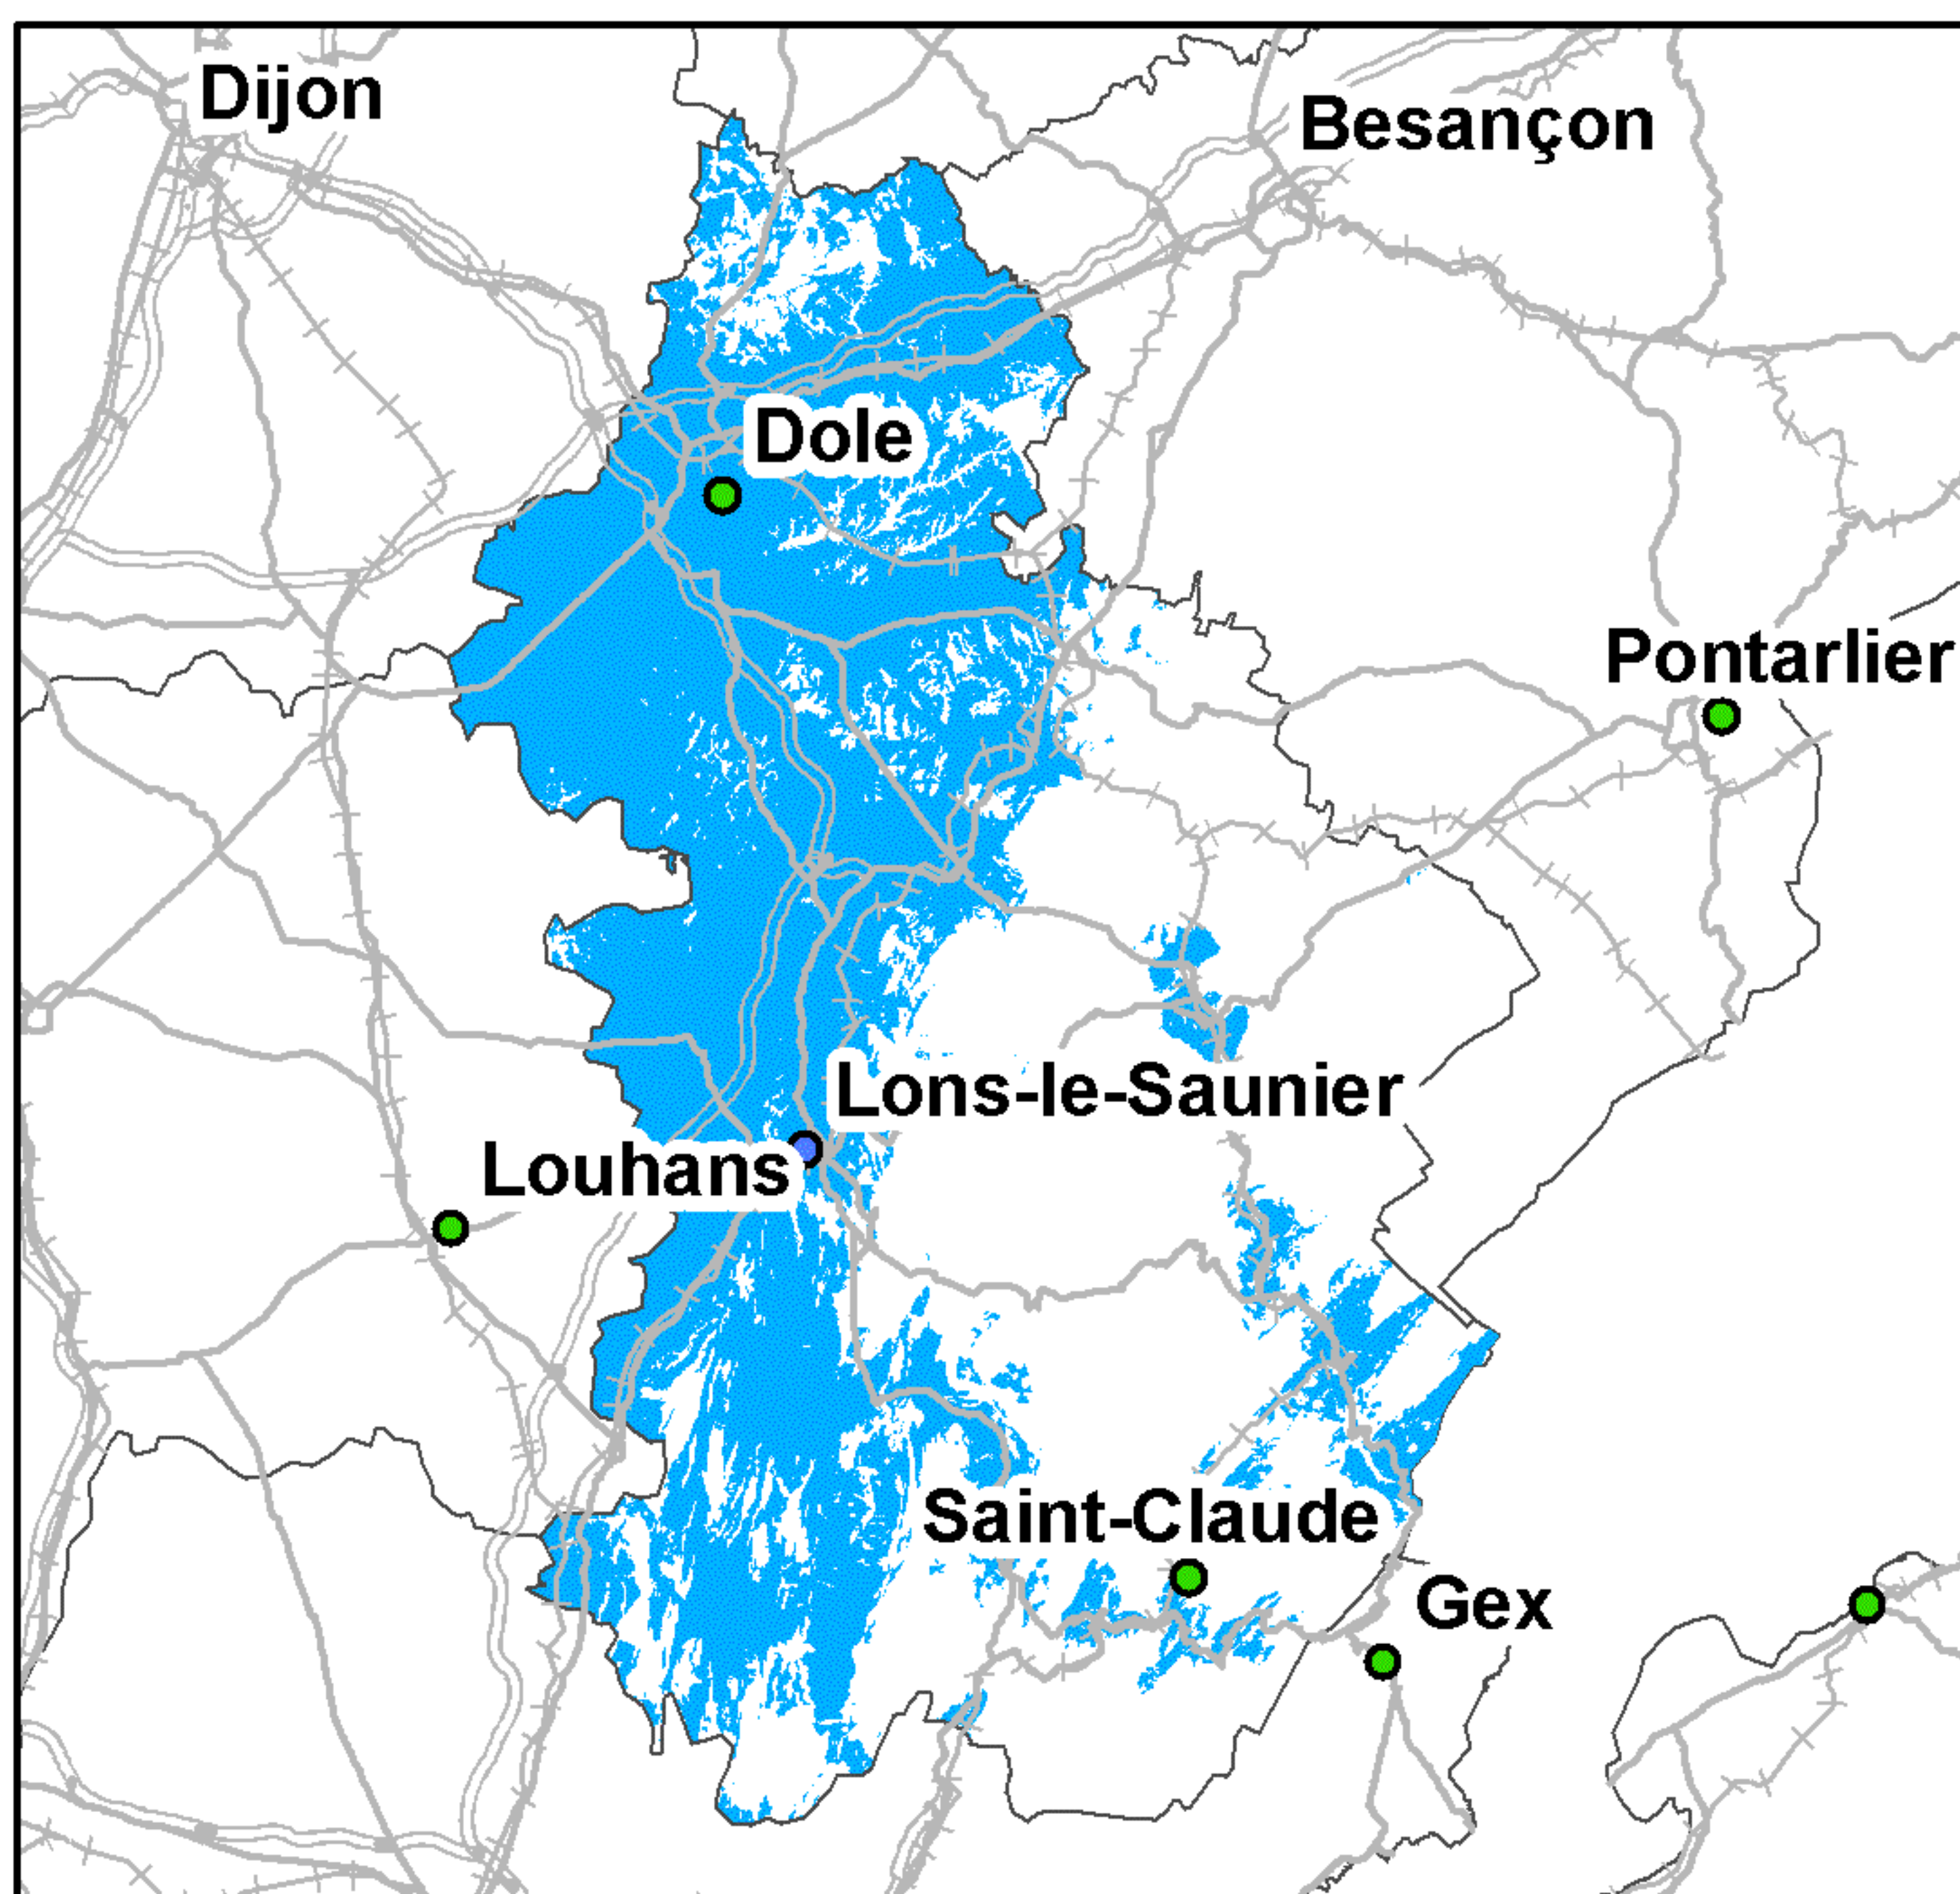 Dijon
Besançon
Dole
Pontarlier
Lons-le-Saunier
Louhans
Saint-Claude
Gex